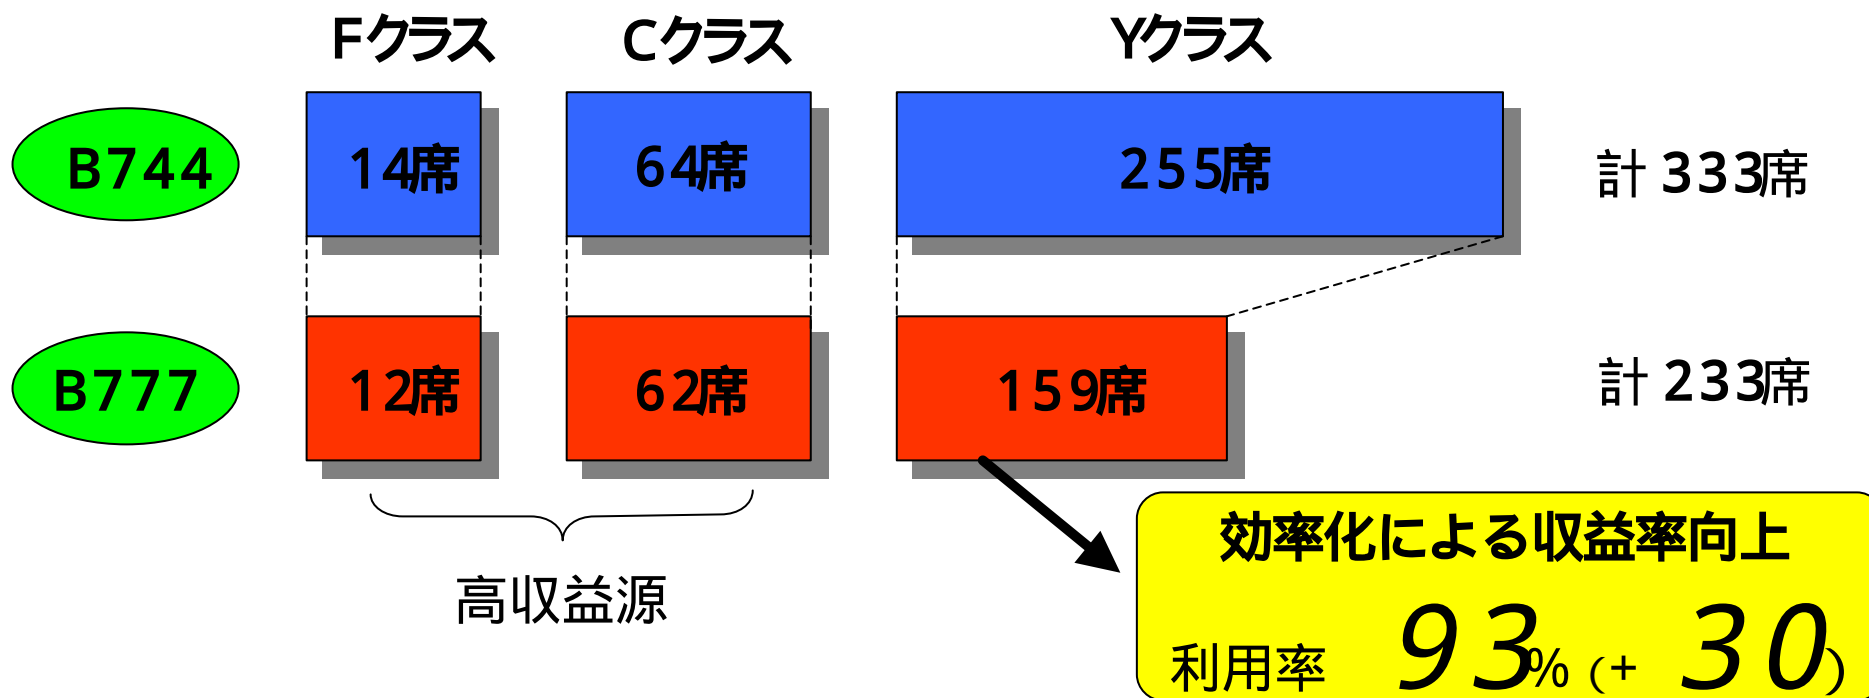 Fクラス Cクラス Yクラス
B744 14席 64席 255席 計 333席
B777 12席 62席 159席 計 233席
高収益源
効率化による収益率向上
利用率 93% (+ 30)